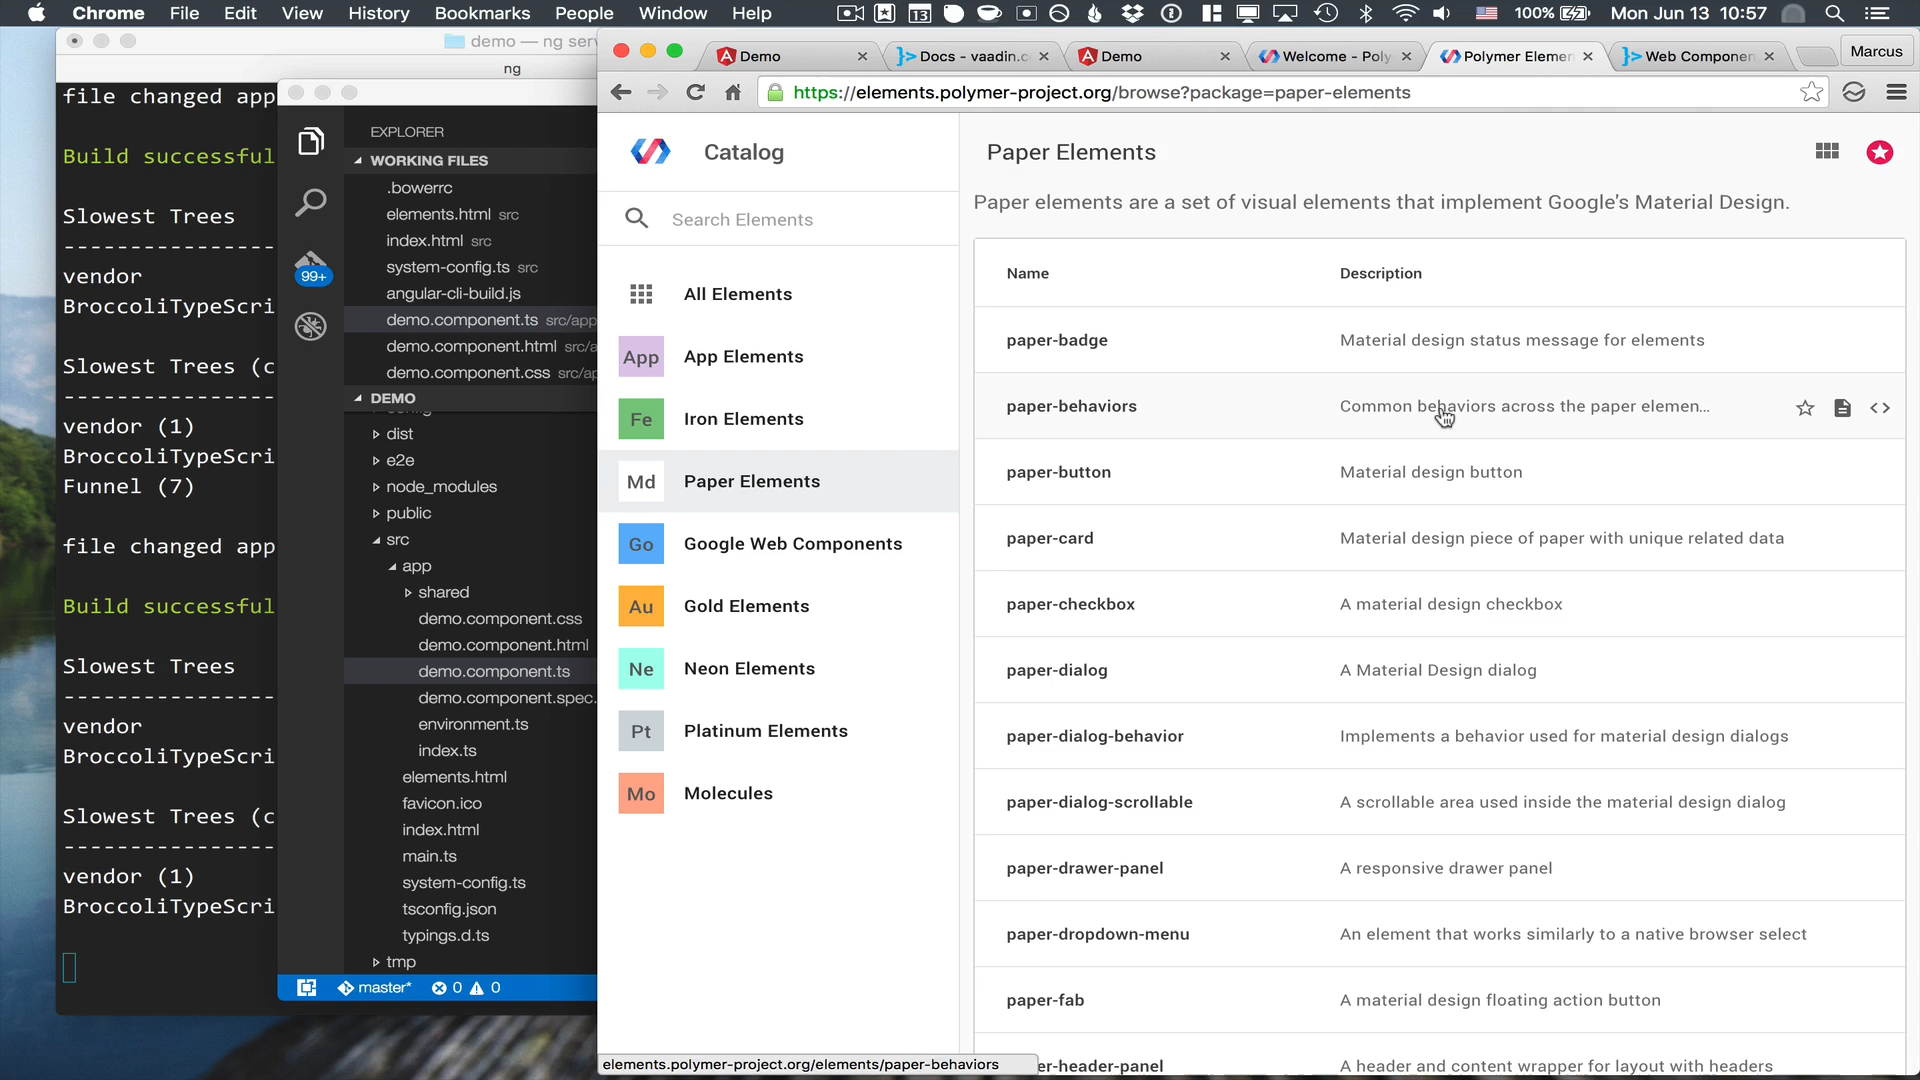 Chrome File Edit View History Bookmarks People Window Help 13 100% Mon Jun 13 10:57
demo — ng serv
ng
file changed app
Build successful
Slowest Trees
----------------
vendor
BroccoliTypeScri
Slowest Trees (c
----------------
vendor (1)
BroccoliTypeScri
Funnel (7)
file changed app
Build successful
Slowest Trees
----------------
vendor
BroccoliTypeScri
Slowest Trees (c
----------------
vendor (1)
BroccoliTypeScri
EXPLORER
WORKING FILES
.bowerrc
elements.html src
index.html src
system-config.ts src
angular-cli-build.js
demo.component.ts src/app
demo.component.html src/a
demo.component.css src/ap
99+
DEMO
config
dist
e2e
node_modules
public
src
app
shared
demo.component.css
demo.component.html
demo.component.ts
demo.component.spec.
environment.ts
index.ts
elements.html
favicon.ico
index.html
main.ts
system-config.ts
tsconfig.json
typings.d.ts
tmp
master* 0 0
Demo Docs - vaadin.c Demo Welcome - Poly Polymer Elemen Web Componen Marcus
https://elements.polymer-project.org/browse?package=paper-elements
Catalog
Search Elements
All Elements
App App Elements
Fe Iron Elements
Md Paper Elements
Go Google Web Components
Au Gold Elements
Ne Neon Elements
Pt Platinum Elements
Mo Molecules
Paper Elements
Paper elements are a set of visual elements that implement Google's Material Design.
Name Description
paper-badge Material design status message for elements
paper-behaviors Common behaviors across the paper elemen...
paper-button Material design button
paper-card Material design piece of paper with unique related data
paper-checkbox A material design checkbox
paper-dialog A Material Design dialog
paper-dialog-behavior Implements a behavior used for material design dialogs
paper-dialog-scrollable A scrollable area used inside the material design dialog
paper-drawer-panel A responsive drawer panel
paper-dropdown-menu An element that works similarly to a native browser select
paper-fab A material design floating action button
er-header-panel A header and content wrapper for layout with headers
elements.polymer-project.org/elements/paper-behaviors